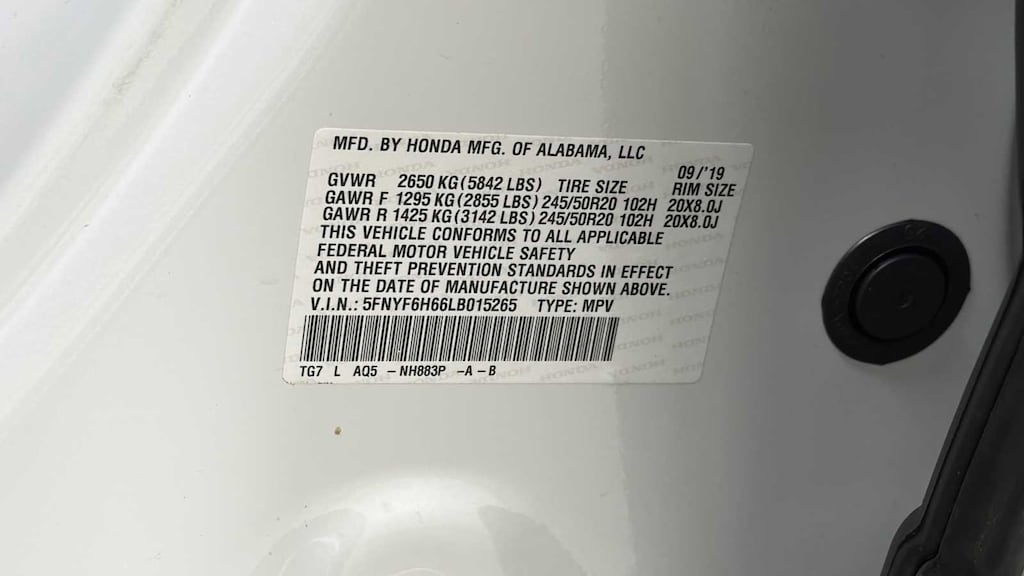 MFD. BY HONDA MFG. OF ALABAMA, LLC
09/'19
GVWR 2650 KG(5842 LBS) TIRE SIZE RIM SIZE
GAWR F 1295 KG(2855 LBS)245/50R20 102H 20X8.0J
GAWR R 1425 KG(3142 LBS)245/50R20 102H 20X8.0J
THIS VEHICLE CONFORMS TO ALL APPLICABLE
FEDERAL MOTOR VEHICLE SAFETY
AND THEFT PREVENTION STANDARDS IN EFFECT
ON THE DATE OF MANUFACTURE SHOWN ABOVE.
V.I.N.: 5FNYF6H66LB015265 TYPE: MPV
TG7 L AQ5 -NH883P -A -B